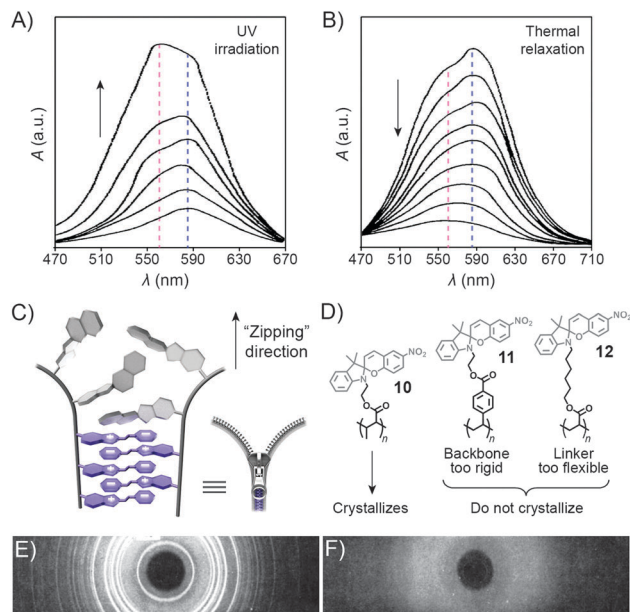 A)
UV
irradiation
A (a.u.)
470 510 550 590 630 670
λ (nm)
B)
Thermal
relaxation
A (a.u.)
470 510 550 590 630 670 710
λ (nm)
C)
"Zipping"
direction
D)
NO₂
N
O
O
O
n
10
Crystallizes
NO₂
N
O
O
O
n
11
Backbone
too rigid
NO₂
N
O
O
O
n
12
Linker
too flexible
Do not crystallize
E)
F)